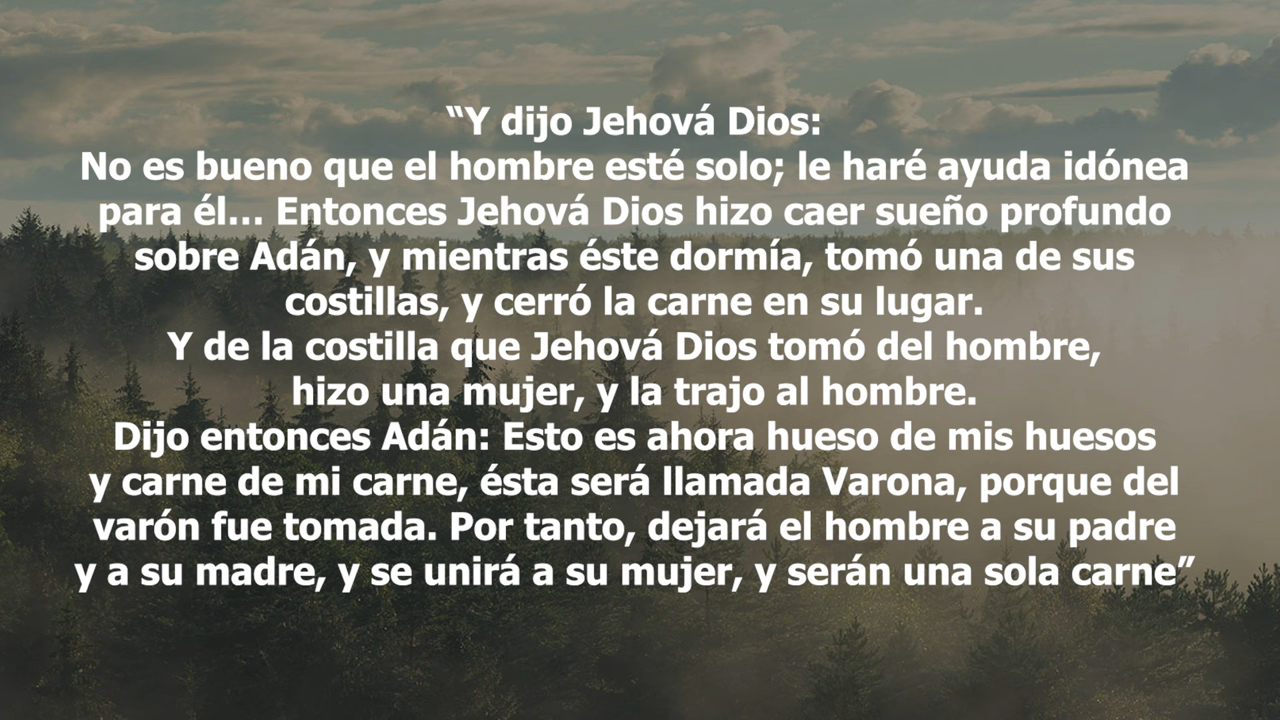 “Y dijo Jehová Dios:
No es bueno que el hombre esté solo; le haré ayuda idónea
para él... Entonces Jehová Dios hizo caer sueño profundo
sobre Adán, y mientras éste dormía, tomó una de sus
costillas, y cerró la carne en su lugar.
Y de la costilla que Jehová Dios tomó del hombre,
hizo una mujer, y la trajo al hombre.
Dijo entonces Adán: Esto es ahora hueso de mis huesos
y carne de mi carne, ésta será llamada Varona, porque del
varón fue tomada. Por tanto, dejará el hombre a su padre
y a su madre, y se unirá a su mujer, y serán una sola carne”